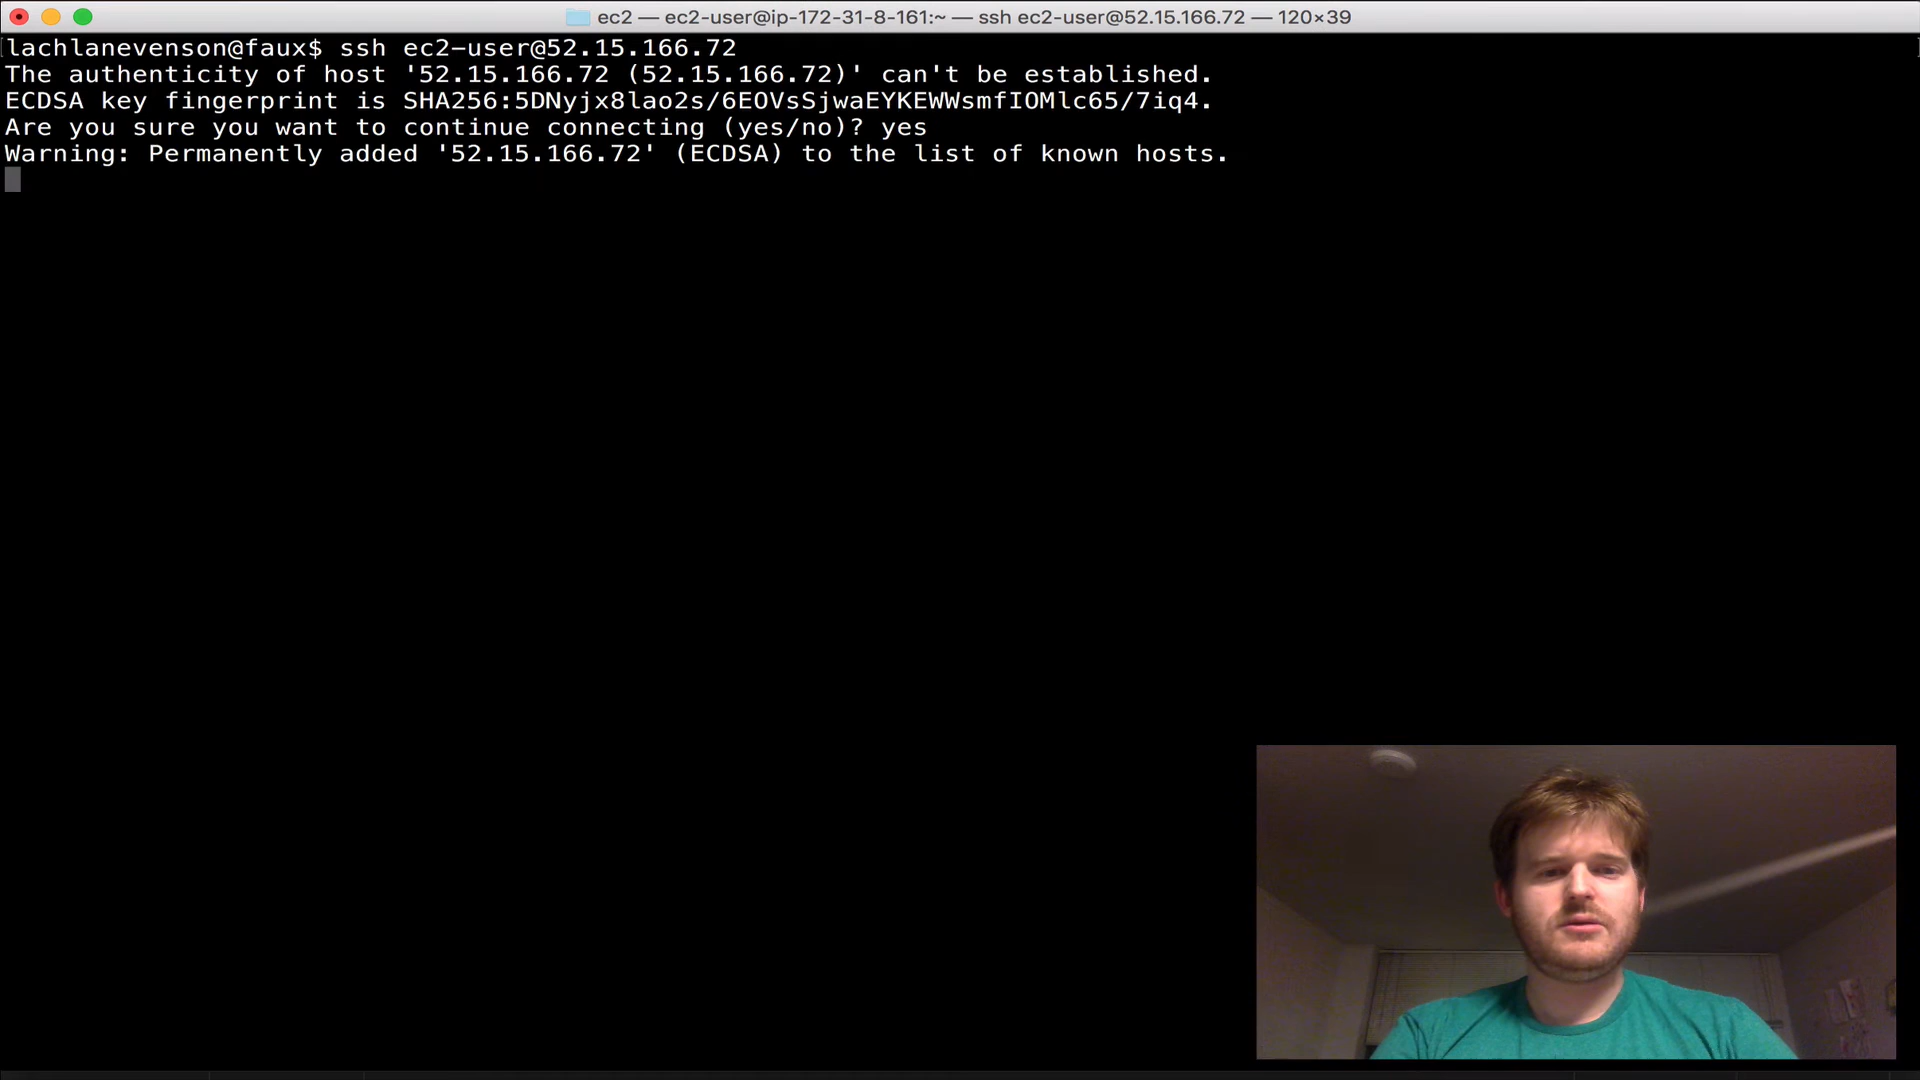 ec2 — ec2-user@ip-172-31-8-161:~ — ssh ec2-user@52.15.166.72 — 120×39
lachlanevenson@faux$ ssh ec2-user@52.15.166.72
The authenticity of host '52.15.166.72 (52.15.166.72)' can't be established.
ECDSA key fingerprint is SHA256:5DNyjx8lao2s/6EOVsSjwaEYKEWWsmfIOMlc65/7iq4.
Are you sure you want to continue connecting (yes/no)? yes
Warning: Permanently added '52.15.166.72' (ECDSA) to the list of known hosts.